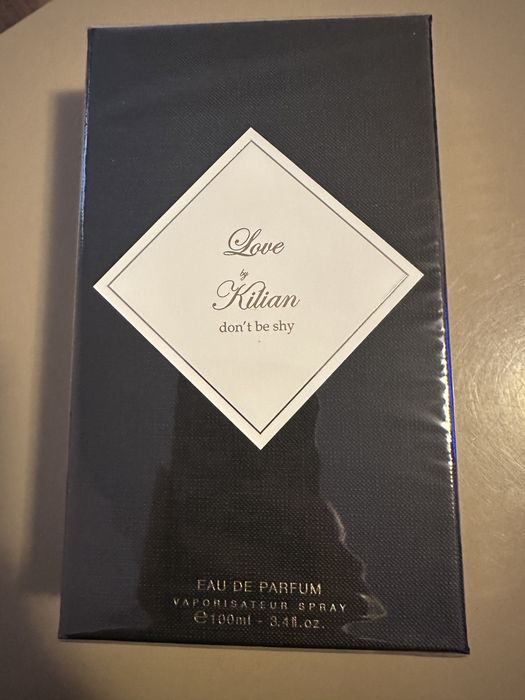 Love
by
Kilian
don't be shy
EAU DE PARFUM
VAPORISATEUR SPRAY
℮100ml - 3.4fl.oz.